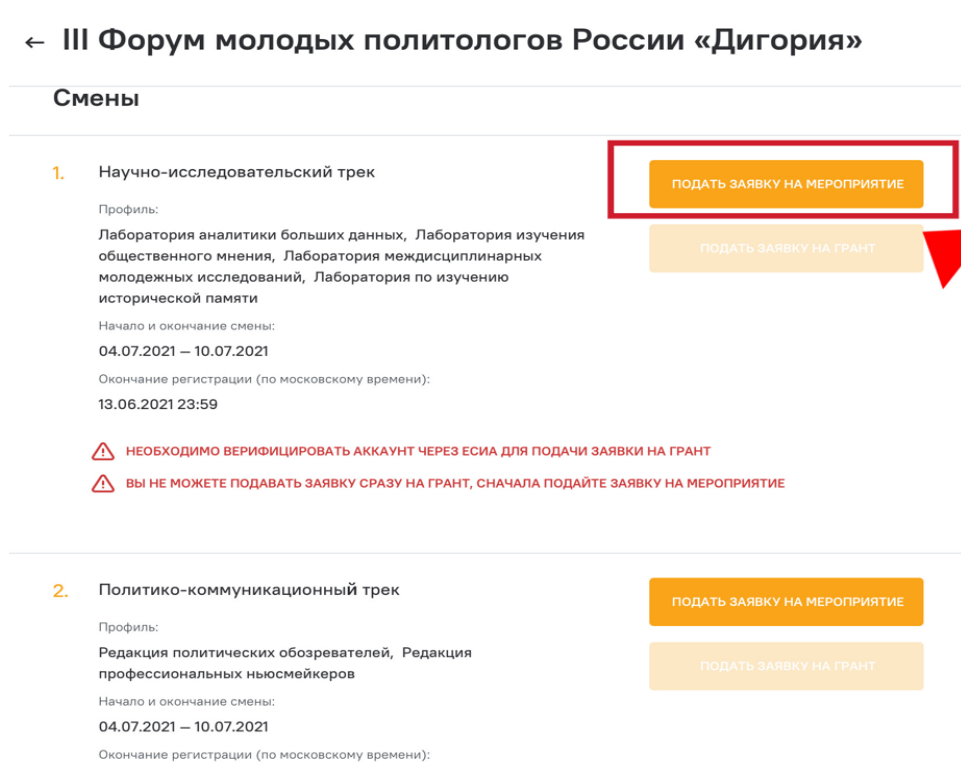 ← III Форум молодых политологов России «Дигория»
Смены
1. Научно-исследовательский трек
ПОДАТЬ ЗАЯВКУ НА МЕРОПРИЯТИЕ
Профиль:
Лаборатория аналитики больших данных, Лаборатория изучения
общественного мнения, Лаборатория междисциплинарных
молодежных исследований, Лаборатория по изучению
исторической памяти
ПОДАТЬ ЗАЯВКУ НА ГРАНТ
Начало и окончание смены:
04.07.2021 — 10.07.2021
Окончание регистрации (по московскому времени):
13.06.2021 23:59
НЕОБХОДИМО ВЕРИФИЦИРОВАТЬ АККАУНТ ЧЕРЕЗ ЕСИА ДЛЯ ПОДАЧИ ЗАЯВКИ НА ГРАНТ
ВЫ НЕ МОЖЕТЕ ПОДАВАТЬ ЗАЯВКУ СРАЗУ НА ГРАНТ, СНАЧАЛА ПОДАЙТЕ ЗАЯВКУ НА МЕРОПРИЯТИЕ
2. Политико-коммуникационный трек
ПОДАТЬ ЗАЯВКУ НА МЕРОПРИЯТИЕ
Профиль:
Редакция политических обозревателей, Редакция
профессиональных ньюсмейкеров
ПОДАТЬ ЗАЯВКУ НА ГРАНТ
Начало и окончание смены:
04.07.2021 — 10.07.2021
Окончание регистрации (по московскому времени):